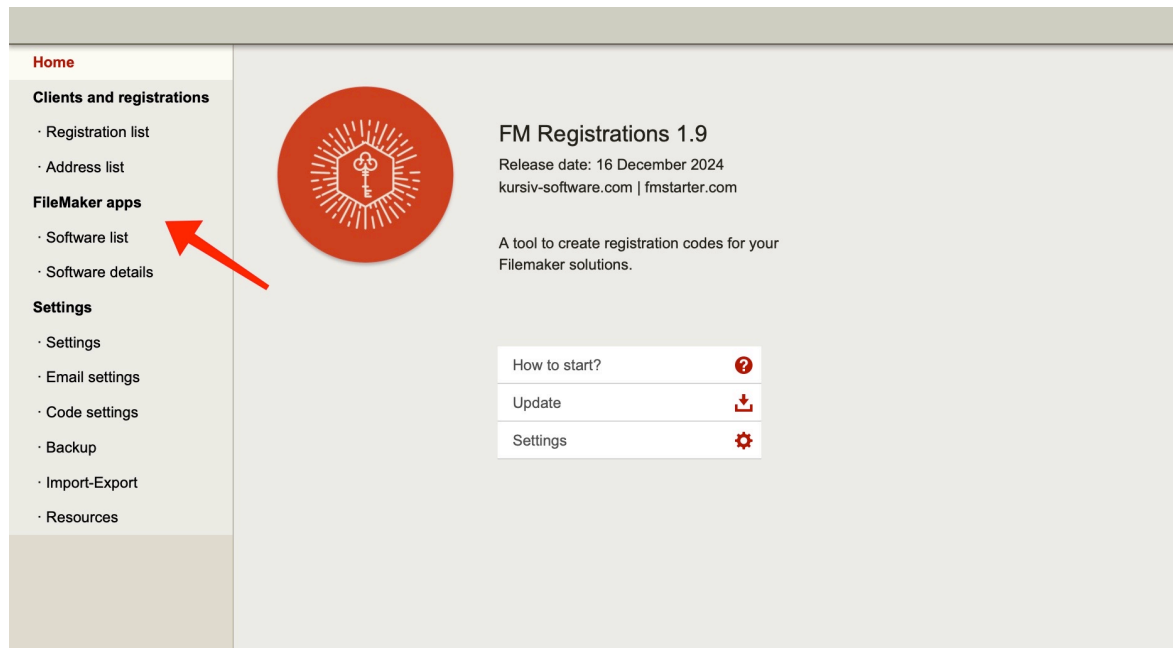 Home
Clients and registrations
· Registration list
· Address list
FileMaker apps
· Software list
· Software details
Settings
· Settings
· Email settings
· Code settings
· Backup
· Import-Export
· Resources
FM Registrations 1.9
Release date: 16 December 2024
kursiv-software.com | fmstarter.com
A tool to create registration codes for your
Filemaker solutions.
How to start?
Update
Settings